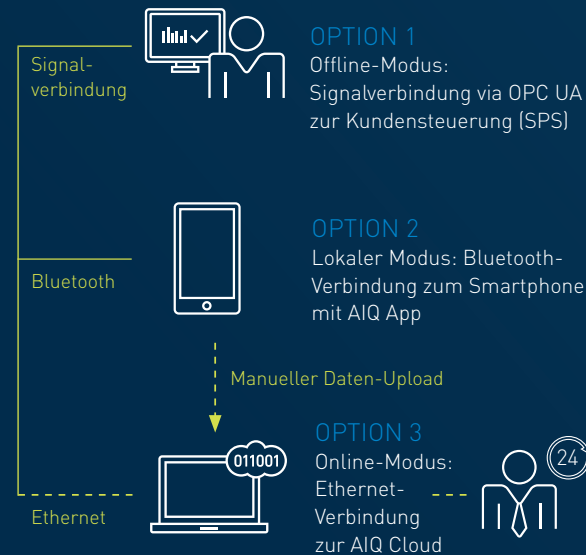 Signal-
verbindung
OPTION 1
Offline-Modus:
Signalverbindung via OPC UA
zur Kundensteuerung (SPS)
Bluetooth
OPTION 2
Lokaler Modus: Bluetooth-
Verbindung zum Smartphone
mit AIQ App
Manueller Daten-Upload
Ethernet
011001
OPTION 3
Online-Modus:
Ethernet-
Verbindung
zur AIQ Cloud
24